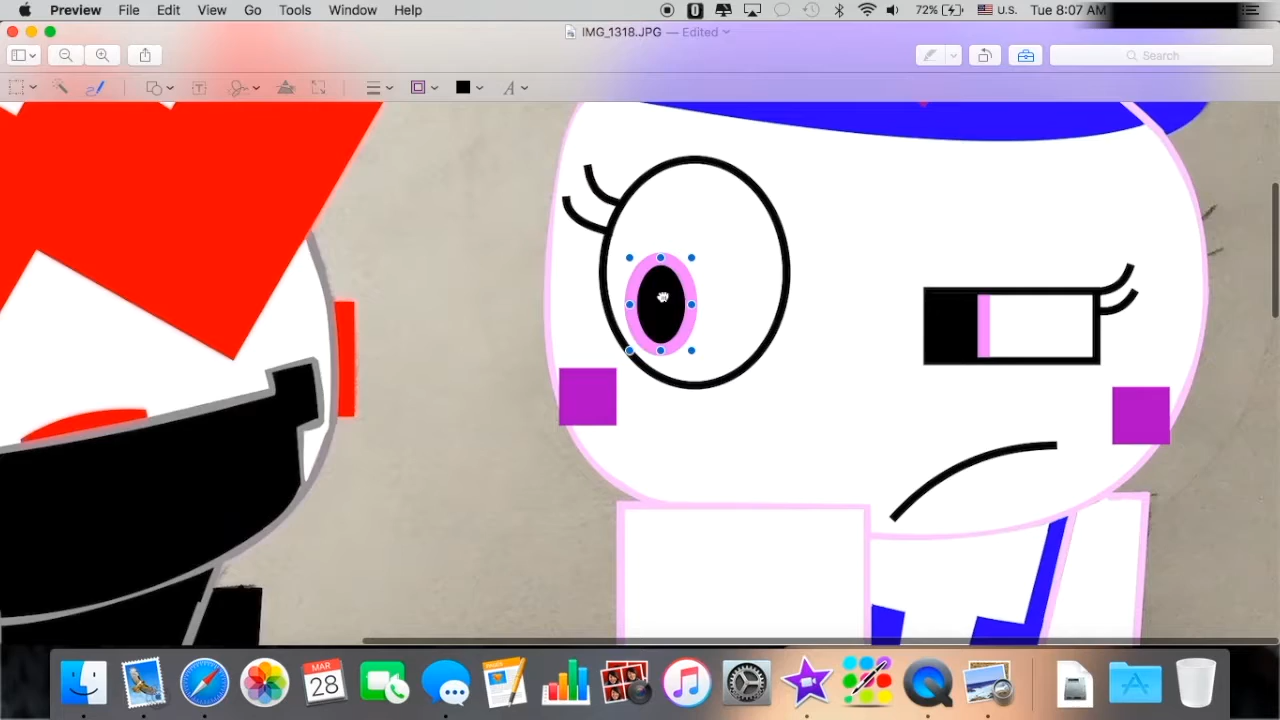 Preview File Edit View Go Tools Window Help 72% U.S. Tue 8:07 AM
IMG_1318.JPG — Edited
Search
MAR
28
PAGES